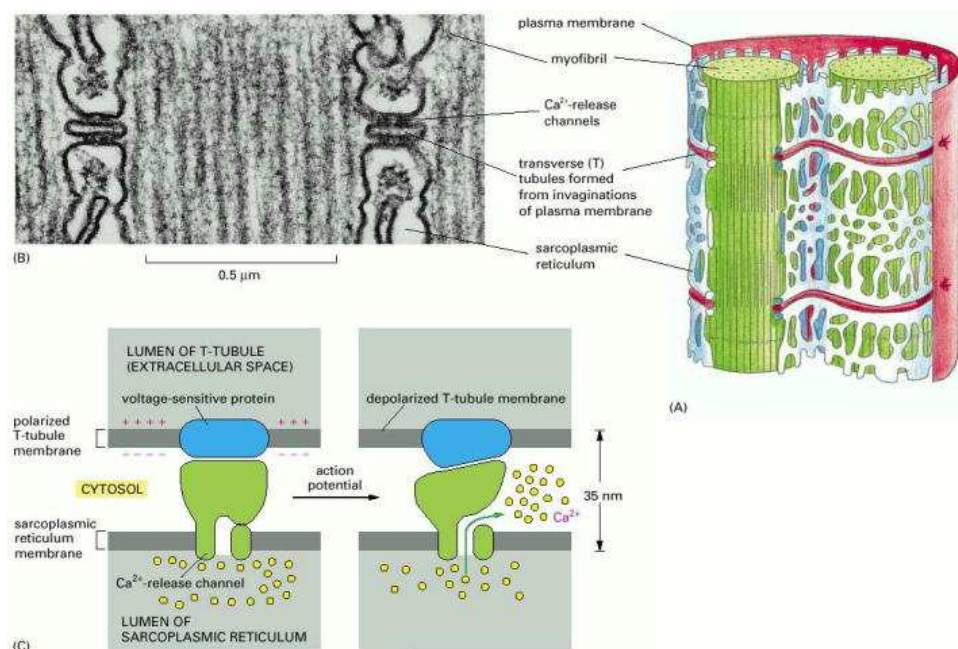 plasma membrane
myofibril
Ca²⁺-release
channels
transverse (T)
tubules formed
from invaginations
of plasma membrane
sarcoplasmic
reticulum
(B)
0.5 μm
(A)
LUMEN OF T-TUBULE
(EXTRACELLULAR SPACE)
voltage-sensitive protein
polarized
T-tubule
membrane
+ + + +
+ + +
CYTOSOL
sarcoplasmic
reticulum
membrane
Ca²⁺-release channel
LUMEN OF
SARCOPLASMIC RETICULUM
action
potential
depolarized T-tubule membrane
Ca²⁺
35 nm
(C)